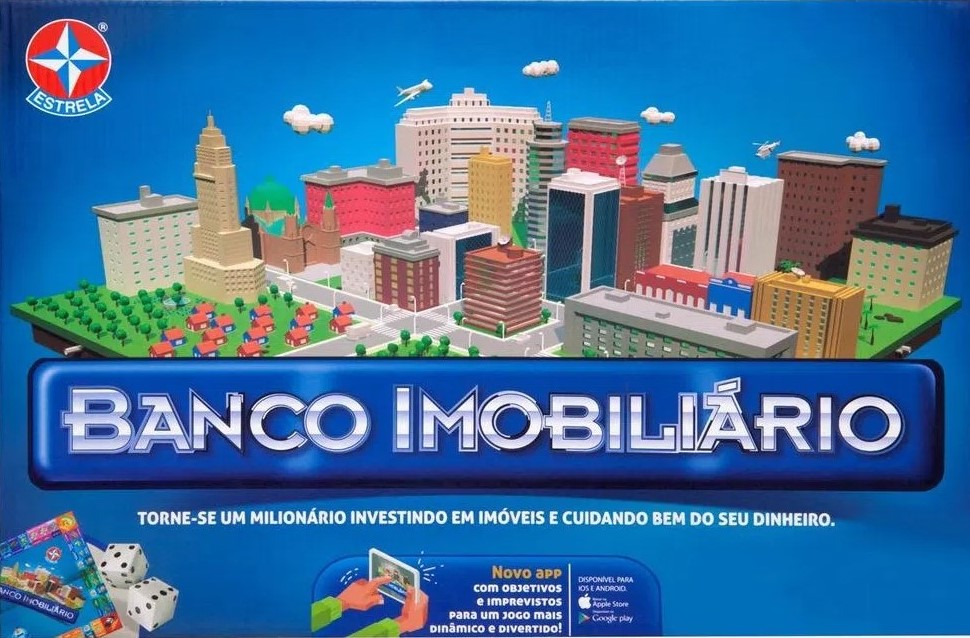 ESTRELA
®
BANCO IMOBILIÁRIO
TORNE-SE UM MILIONÁRIO INVESTINDO EM IMÓVEIS E CUIDANDO BEM DO SEU DINHEIRO.
BANCO IMOBILIÁRIO
NOVO APP
COM OBJETIVOS
E IMPREVISTOS
PARA UM JOGO MAIS
DINÂMICO E DIVERTIDO!
DISPONÍVEL PARA
IOS E ANDROID.
Apple Store
Google play